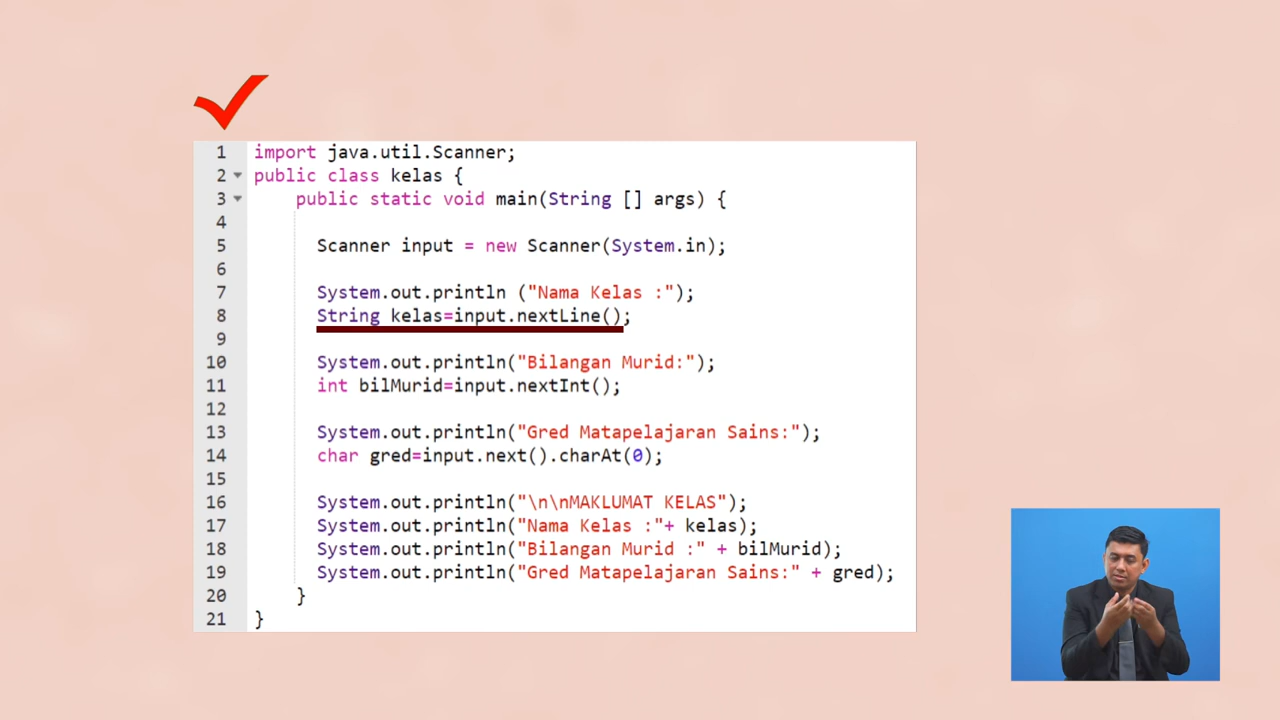 1 import java.util.Scanner;
2 public class kelas {
3 public static void main(String [] args) {
4
5 Scanner input = new Scanner(System.in);
6
7 System.out.println ("Nama Kelas :");
8 String kelas=input.nextLine();
9
10 System.out.println("Bilangan Murid:");
11 int bilMurid=input.nextInt();
12
13 System.out.println("Gred Matapelajaran Sains:");
14 char gred=input.next().charAt(0);
15
16 System.out.println("\n\nMAKLUMAT KELAS");
17 System.out.println("Nama Kelas :"+ kelas);
18 System.out.println("Bilangan Murid :" + bilMurid);
19 System.out.println("Gred Matapelajaran Sains:" + gred);
20 }
21 }